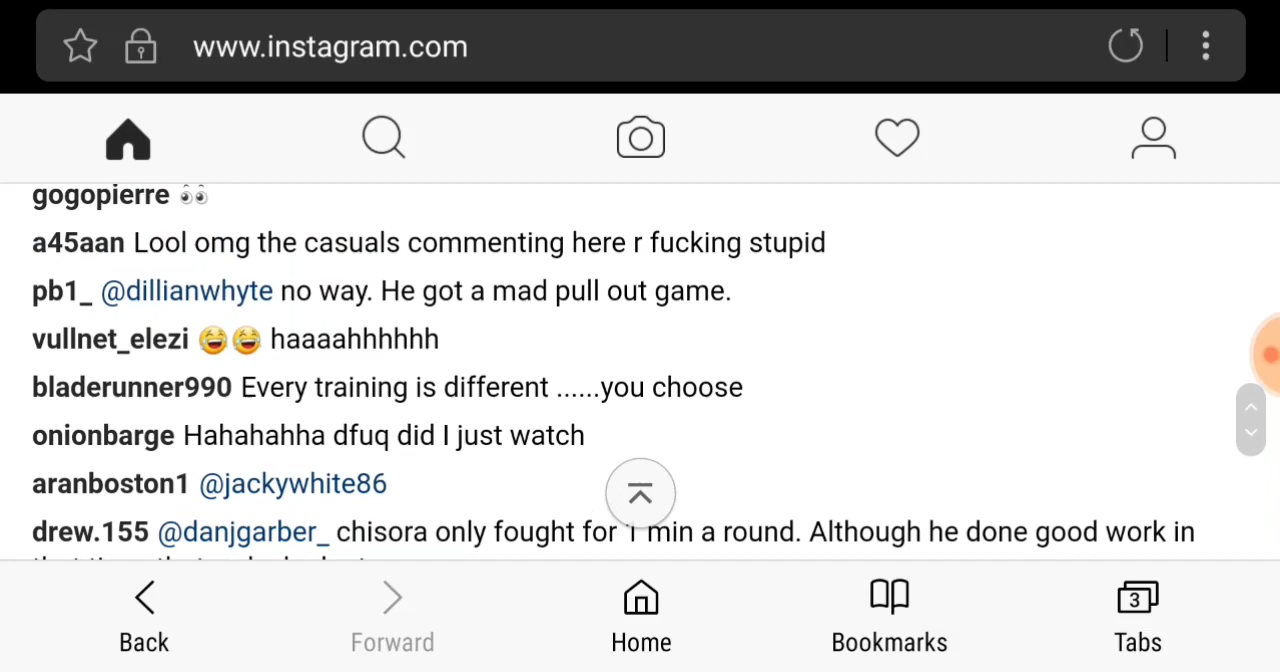 www.instagram.com
gogopierre 👀
a45aan Lool omg the casuals commenting here r fucking stupid
pb1_ @dillianwhyte no way. He got a mad pull out game.
vullnet_elezi 😂😂 haaaahhhhhh
bladerunner990 Every training is different ......you choose
onionbarge Hahahahha dfuq did I just watch
aranboston1 @jackywhite86
drew.155 @danjgarber_ chisora only fought for 1 min a round. Although he done good work in
3
Back Forward Home Bookmarks Tabs